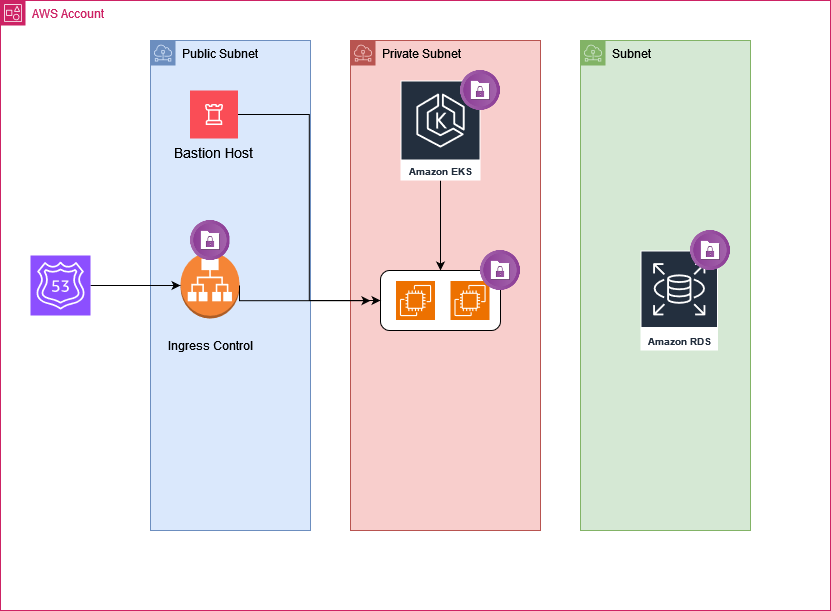 AWS Account
Public Subnet
Private Subnet
Subnet
Bastion Host
K
Amazon EKS
53
Ingress Control
Amazon RDS